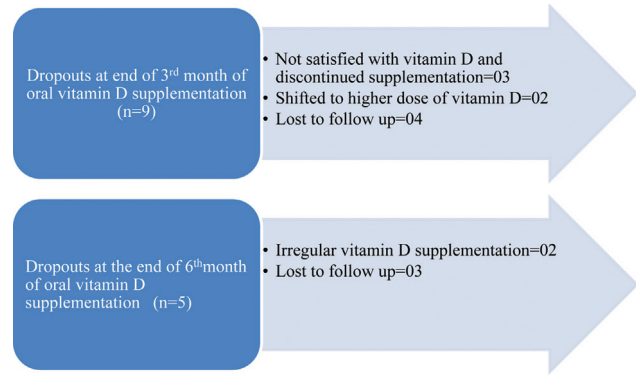 Dropouts at end of 3rd month of
oral vitamin D supplementation
(n=9)
• Not satisfied with vitamin D and
discontinued supplementation=03
• Shifted to higher dose of vitamin D=02
• Lost to follow up=04
Dropouts at the end of 6thmonth
of oral vitamin D
supplementation (n=5)
• Irregular vitamin D supplementation=02
• Lost to follow up=03